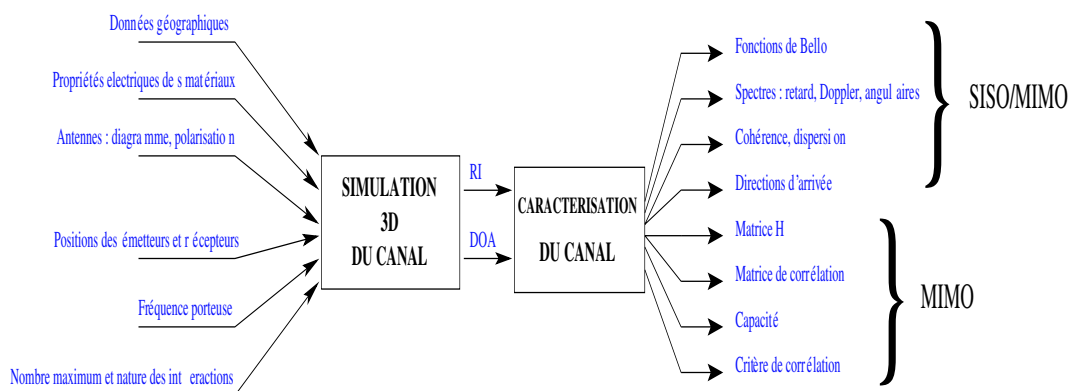 Données géographiques
Propriétés electriques de s matériaux
Antennes : diagra mme, polarisatio n
Positions des émetteurs et r écepteurs
Fréquence porteuse
Nombre maximum et nature des int eractions
SIMULATION
3D
DU CANAL
RI
DOA
CARACTERISATION
DU CANAL
Fonctions de Bello
Spectres : retard, Doppler, angul aires
Cohérence, dispersi on
Directions d'arrivée
Matrice H
Matrice de corrélation
Capacité
Critère de corrélation
SISO/MIMO
MIMO